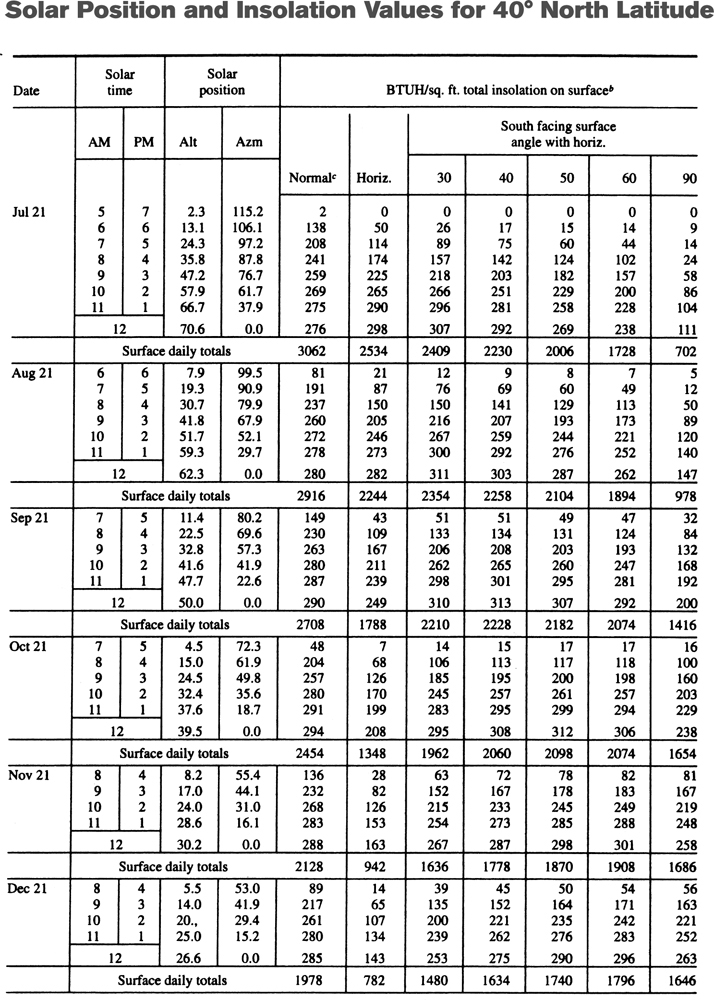 Solar Position and Insolation Values for 40° North Latitude
Date Solar time Solar position BTUH/sq. ft. total insolation on surfaceᵇ
South facing surface angle with horiz.
AM PM Alt Azm Normalᶜ Horiz. 30 40 50 60 90
Jul 21 5 7 2.3 115.2 2 0 0 0 0 0 0
6 6 13.1 106.1 138 50 26 17 15 14 9
7 5 24.3 97.2 208 114 89 75 60 44 14
8 4 35.8 87.8 241 174 157 142 124 102 24
9 3 47.2 76.7 259 225 218 203 182 157 58
10 2 57.9 61.7 269 265 266 251 229 200 86
11 1 66.7 37.9 275 290 296 281 258 228 104
12 70.6 0.0 276 298 307 292 269 238 111
Surface daily totals 3062 2534 2409 2230 2006 1728 702
Aug 21 6 6 7.9 99.5 81 21 12 9 8 7 5
7 5 19.3 90.9 191 87 76 69 60 49 12
8 4 30.7 79.9 237 150 150 141 129 113 50
9 3 41.8 67.9 260 205 216 207 193 173 89
10 2 51.7 52.1 272 246 267 259 244 221 120
11 1 59.3 29.7 278 273 300 292 276 252 140
12 62.3 0.0 280 282 311 303 287 262 147
Surface daily totals 2916 2244 2354 2258 2104 1894 978
Sep 21 7 5 11.4 80.2 149 43 51 51 49 47 32
8 4 22.5 69.6 230 109 133 134 131 124 84
9 3 32.8 57.3 263 167 206 208 203 193 132
10 2 41.6 41.9 280 211 262 265 260 247 168
11 1 47.7 22.6 287 239 298 301 295 281 192
12 50.0 0.0 290 249 310 313 307 292 200
Surface daily totals 2708 1788 2210 2228 2182 2074 1416
Oct 21 7 5 4.5 72.3 48 7 14 15 17 17 16
8 4 15.0 61.9 204 68 106 113 117 118 100
9 3 24.5 49.8 257 126 185 195 200 198 160
10 2 32.4 35.6 280 170 245 257 261 257 203
11 1 37.6 18.7 291 199 283 295 299 294 229
12 39.5 0.0 294 208 295 308 312 306 238
Surface daily totals 2454 1348 1962 2060 2098 2074 1654
Nov 21 8 4 8.2 55.4 136 28 63 72 78 82 81
9 3 17.0 44.1 232 82 152 167 178 183 167
10 2 24.0 31.0 268 126 215 233 245 249 219
11 1 28.6 16.1 283 153 254 273 285 288 248
12 30.2 0.0 288 163 267 287 298 301 258
Surface daily totals 2128 942 1636 1778 1870 1908 1686
Dec 21 8 4 5.5 53.0 89 14 39 45 50 54 56
9 3 14.0 41.9 217 65 135 152 164 171 163
10 2 20., 29.4 261 107 200 221 235 242 221
11 1 25.0 15.2 280 134 239 262 276 283 252
12 26.6 0.0 285 143 253 275 290 296 263
Surface daily totals 1978 782 1480 1634 1740 1796 1646